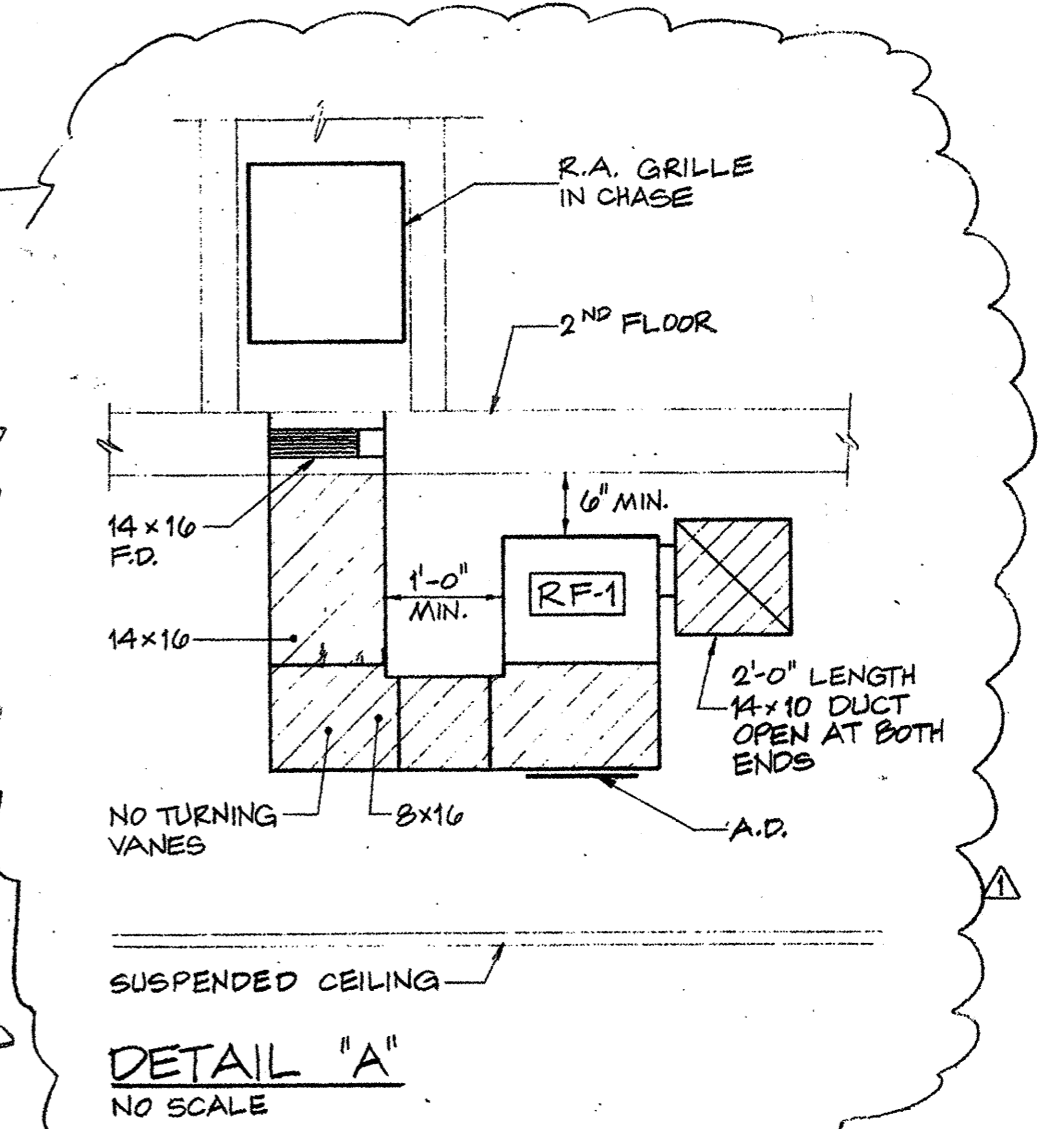 R.A. GRILLE
IN CHASE
2ND FLOOR
6" MIN.
14 x 16
F.D.
1'-0"
MIN.
RF-1
14x16
2'-0" LENGTH
14x10 DUCT
OPEN AT BOTH
ENDS
NO TURNING
VANES
8x16
A.D.
1
SUSPENDED CEILING
DETAIL "A"
NO SCALE